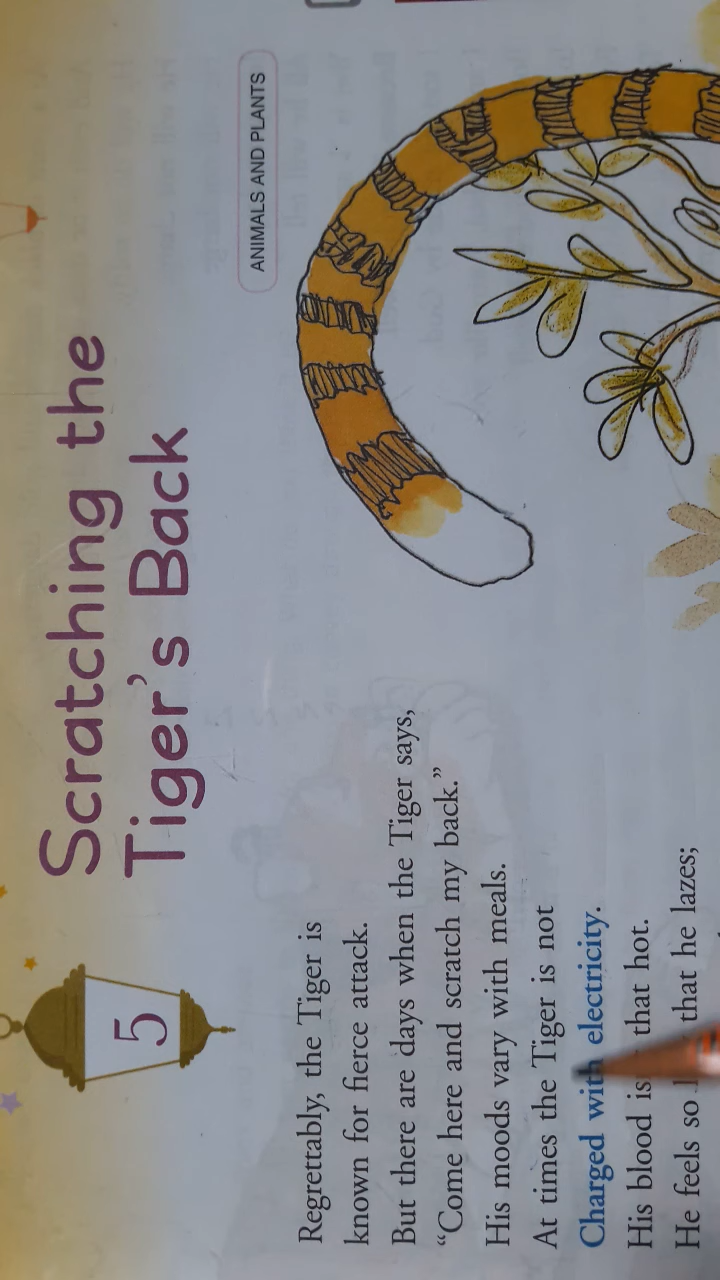 5
Scratching the
Tiger's Back
ANIMALS AND PLANTS
Regrettably, the Tiger is
known for fierce attack.
But there are days when the Tiger says,
“Come here and scratch my back.”
His moods vary with meals.
At times the Tiger is not
Charged with electricity.
His blood is that hot.
He feels so that he lazes;